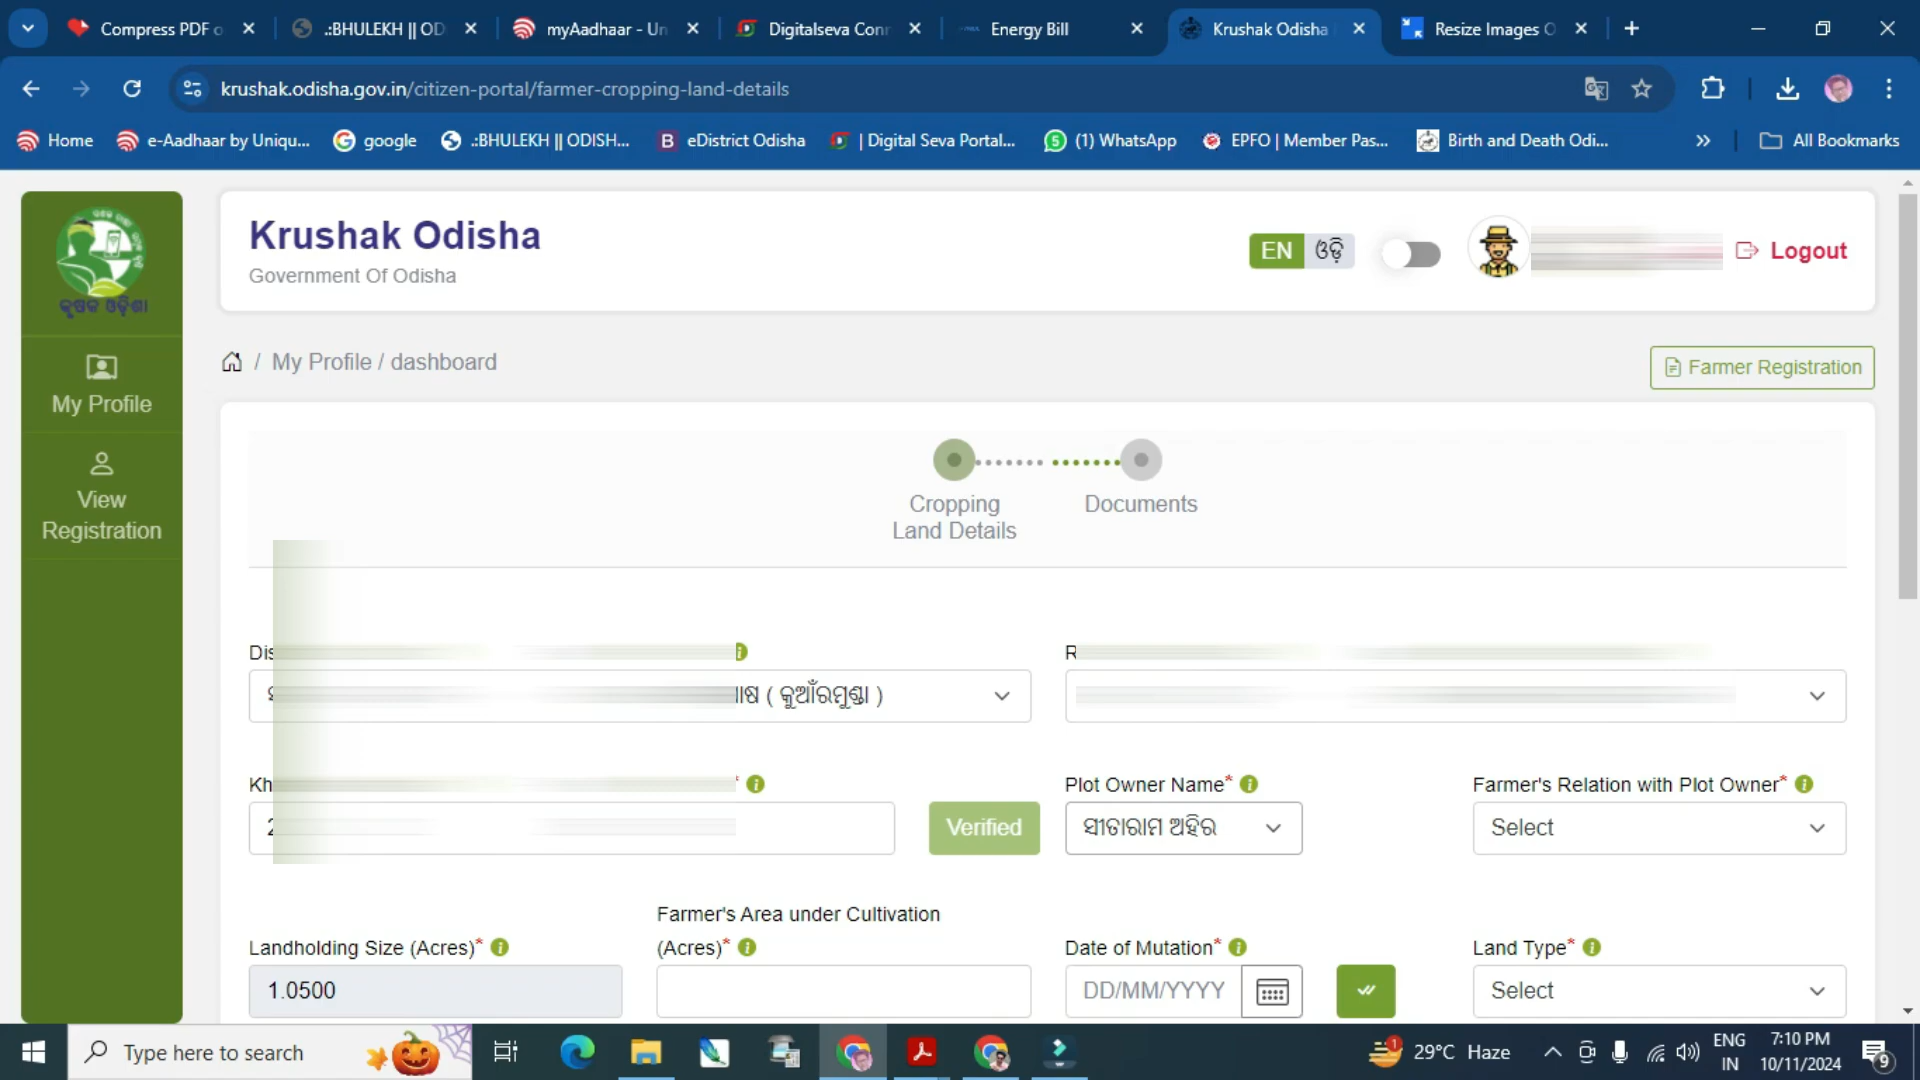 Compress PDF o
.:BHULEKH || OD
myAadhaar - Un
Digitalseva Conn
Energy Bill
Krushak Odisha
Resize Images O
krushak.odisha.gov.in/citizen-portal/farmer-cropping-land-details
Home
e-Aadhaar by Uniqu...
google
.:BHULEKH || ODISH...
eDistrict Odisha
| Digital Seva Portal...
(1) WhatsApp
EPFO | Member Pas...
Birth and Death Odi...
All Bookmarks
Krushak Odisha
Government Of Odisha
EN ଓଡ଼ି
Logout
କୃଷକ ଓଡ଼ିଶା
My Profile
View
Registration
/ My Profile / dashboard
Farmer Registration
Cropping
Land Details
Documents
Dis
R
( କୁଆଁରମୁଣ୍ଡା )
Kh
*
Plot Owner Name*
Farmer's Relation with Plot Owner*
2
Verified
ସୀତାରାମ ଅହିର
Select
Landholding Size (Acres)*
Farmer's Area under Cultivation
(Acres)*
Date of Mutation*
Land Type*
1.0500
DD/MM/YYYY
Select
Type here to search
1
29°C Haze
ENG
IN
7:10 PM
10/11/2024
9